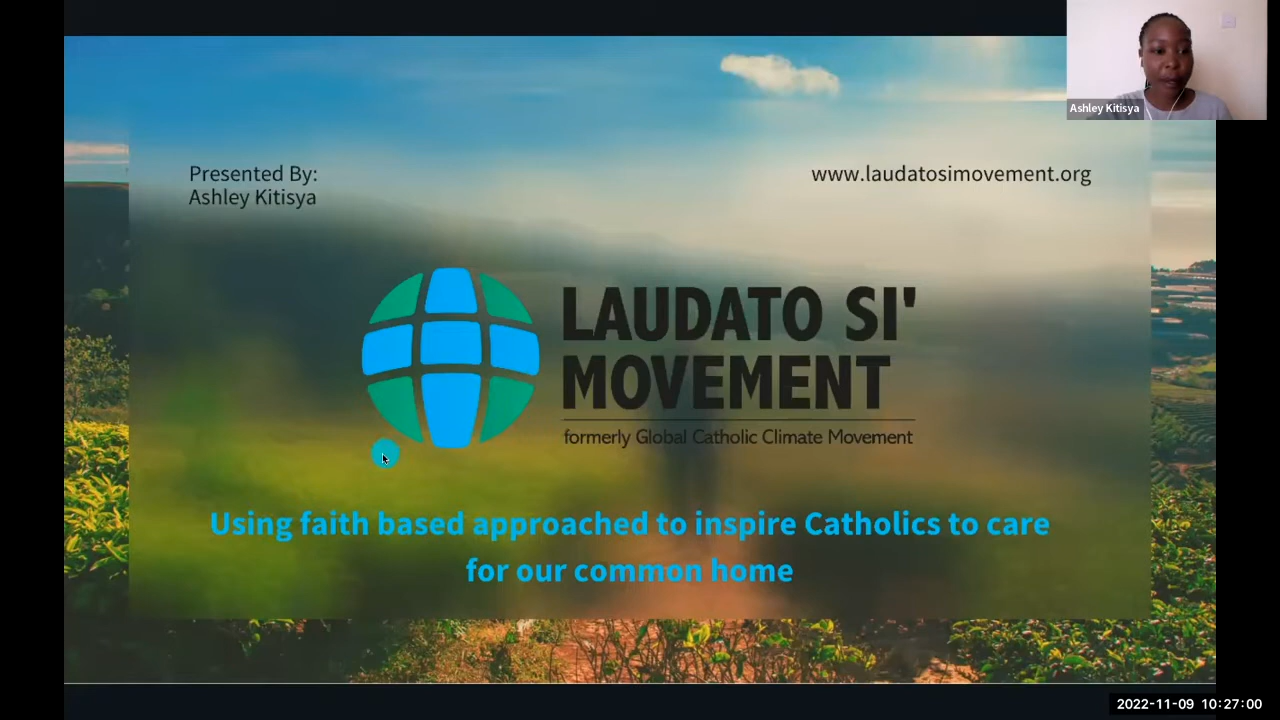 Ashley Kitisya
Presented By:
Ashley Kitisya
www.laudatosimovement.org
LAUDATO SI'
MOVEMENT
formerly Global Catholic Climate Movement
Using faith based approached to inspire Catholics to care
for our common home
2022-11-09 10:27:00